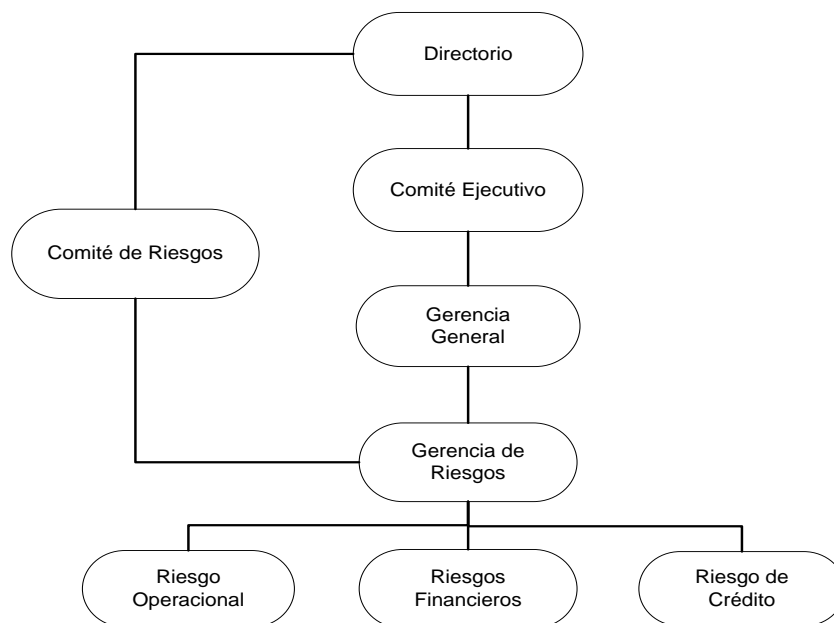 Directorio
Comité Ejecutivo
Comité de Riesgos
Gerencia
General
Gerencia de
Riesgos
Riesgo
Operacional
Riesgos
Financieros
Riesgo de
Crédito